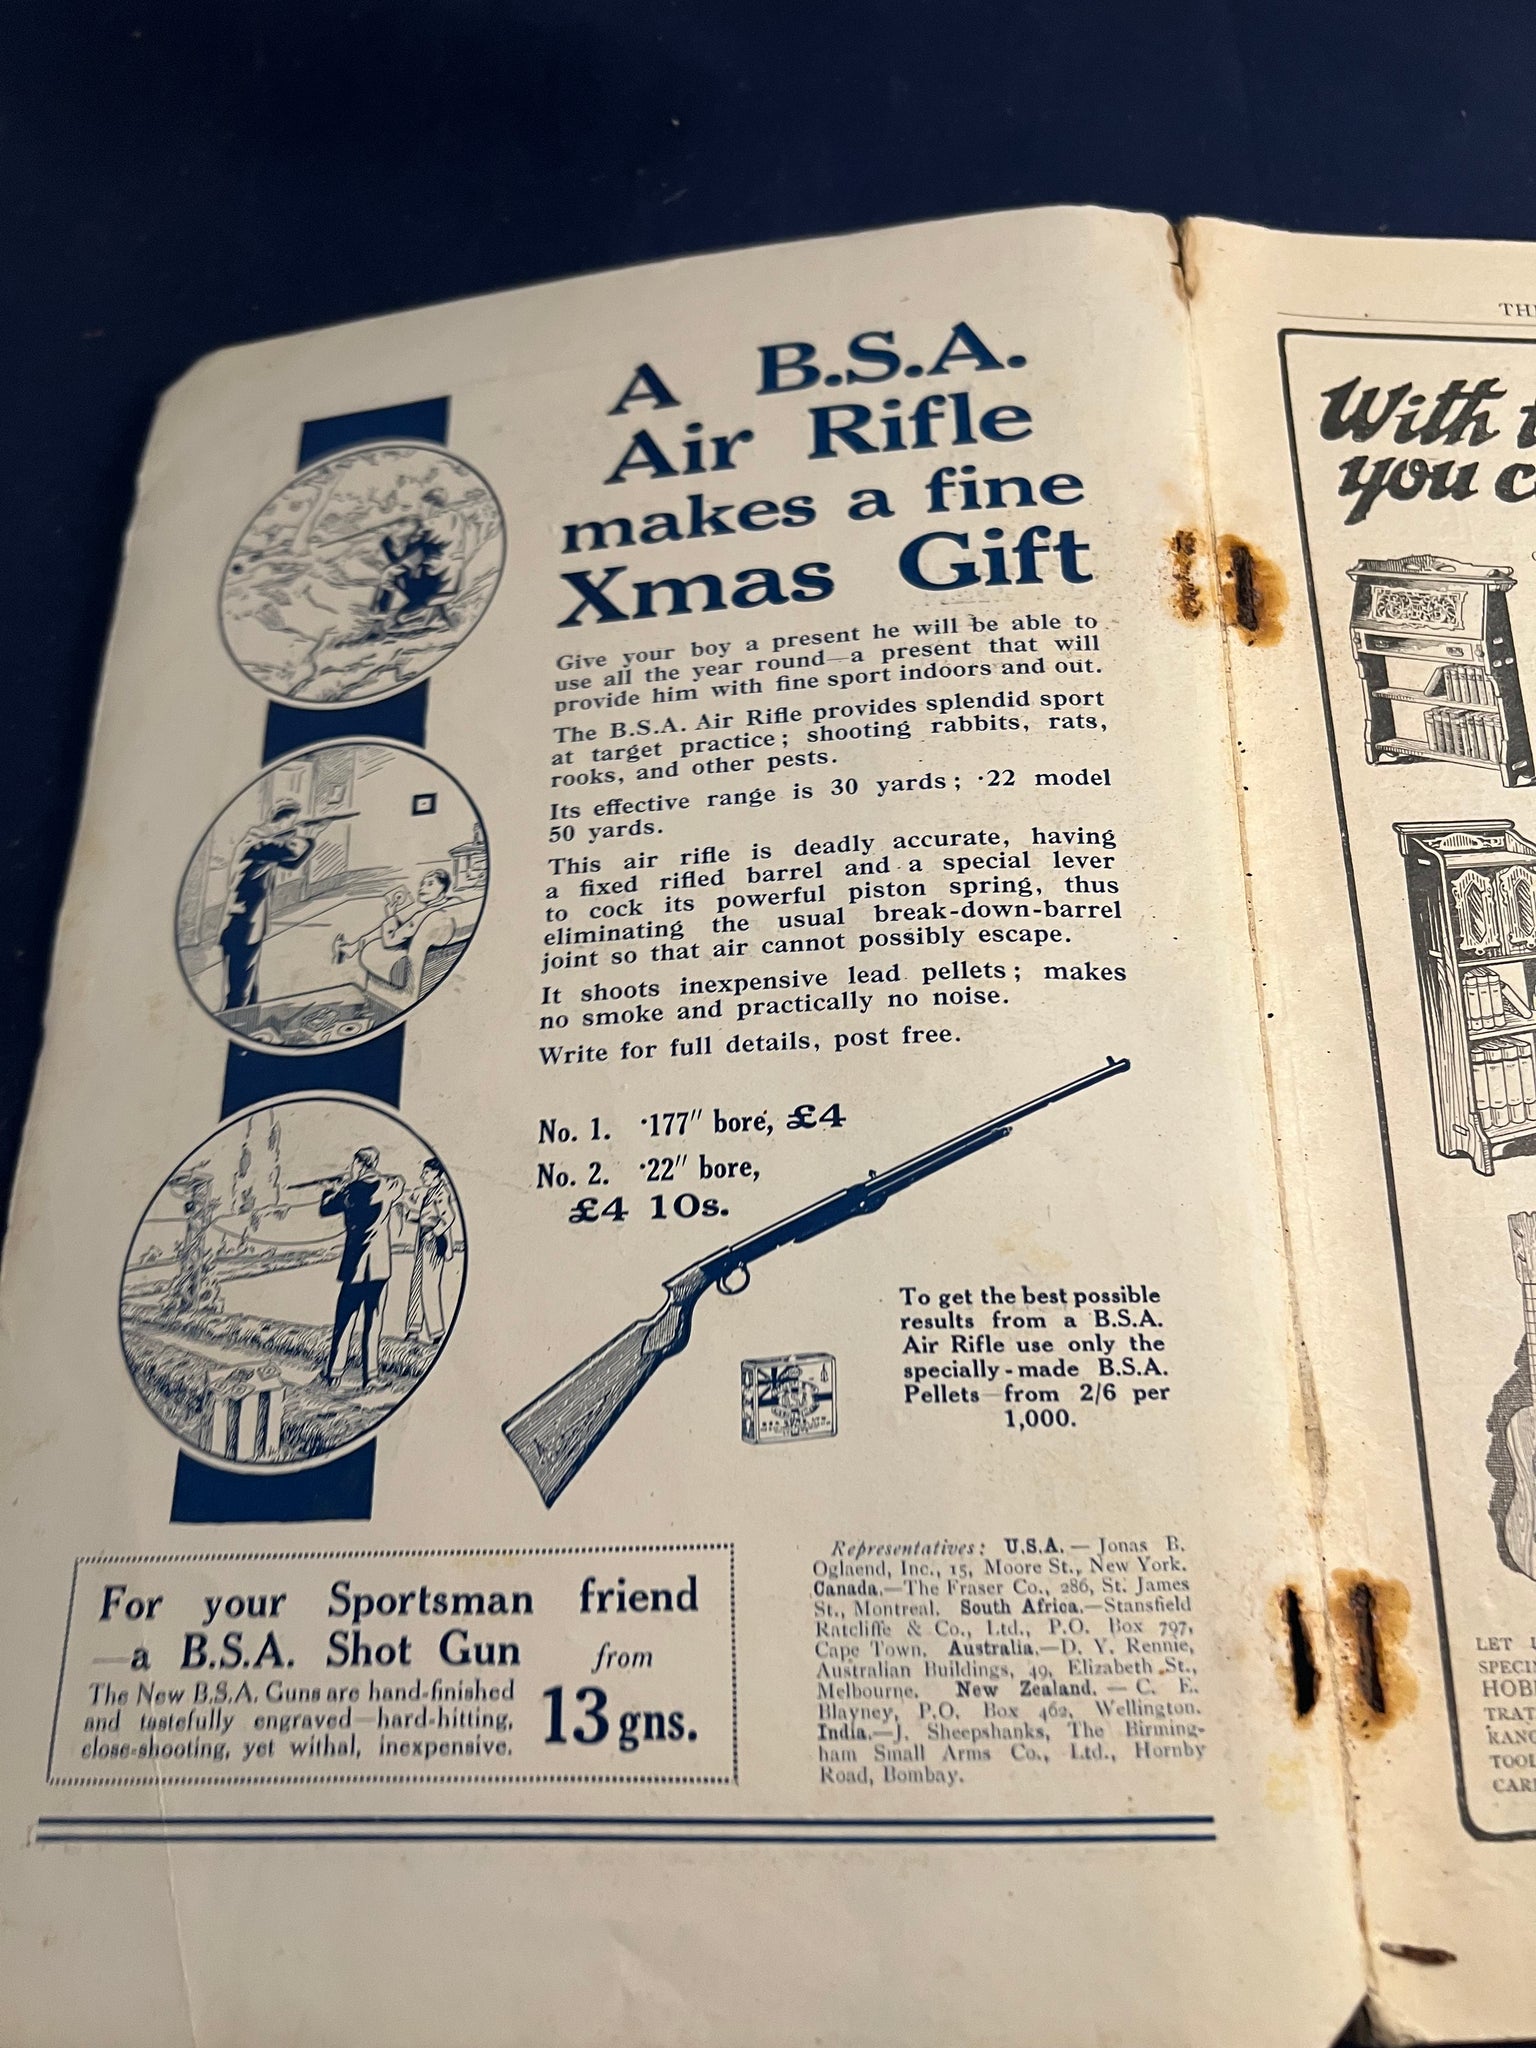 A B.S.A.
Air Rifle
makes a fine
Xmas Gift
Give your boy a present he will be able to
use all the year round—a present that will
provide him with fine sport indoors and out.
The B.S.A. Air Rifle provides splendid sport
at target practice; shooting rabbits, rats,
rooks, and other pests.
Its effective range is 30 yards; ·22 model
50 yards.
This air rifle is deadly accurate, having
a fixed rifled barrel and a special lever
to cock its powerful piston spring, thus
eliminating the usual break-down-barrel
joint so that air cannot possibly escape.
It shoots inexpensive lead pellets; makes
no smoke and practically no noise.
Write for full details, post free.
No. 1. ·177" bore, £4
No. 2. ·22" bore,
£4 10s.
To get the best possible
results from a B.S.A.
Air Rifle use only the
specially-made B.S.A.
Pellets from 2/6 per
1,000.
For your Sportsman friend
—a B.S.A. Shot Gun from
The New B.S.A. Guns are hand-finished
and tastefully engraved—hard-hitting,
close-shooting, yet withal, inexpensive.
13 gns.
Representatives: U.S.A.—Jonas B.
Oglaend, Inc., 15, Moore St., New York.
Canada.—The Fraser Co., 286, St. James
St., Montreal. South Africa.—Stansfield
Ratcliffe & Co., Ltd., P.O. Box 797,
Cape Town. Australia.—D. Y. Rennie,
Australian Buildings, 49, Elizabeth St.,
Melbourne. New Zealand.—C. E.
Blayney, P.O. Box 462, Wellington.
India.—J. Sheepshanks, The Birming-
ham Small Arms Co., Ltd., Hornby
Road, Bombay.
With
you
LET
HOB
TOOL